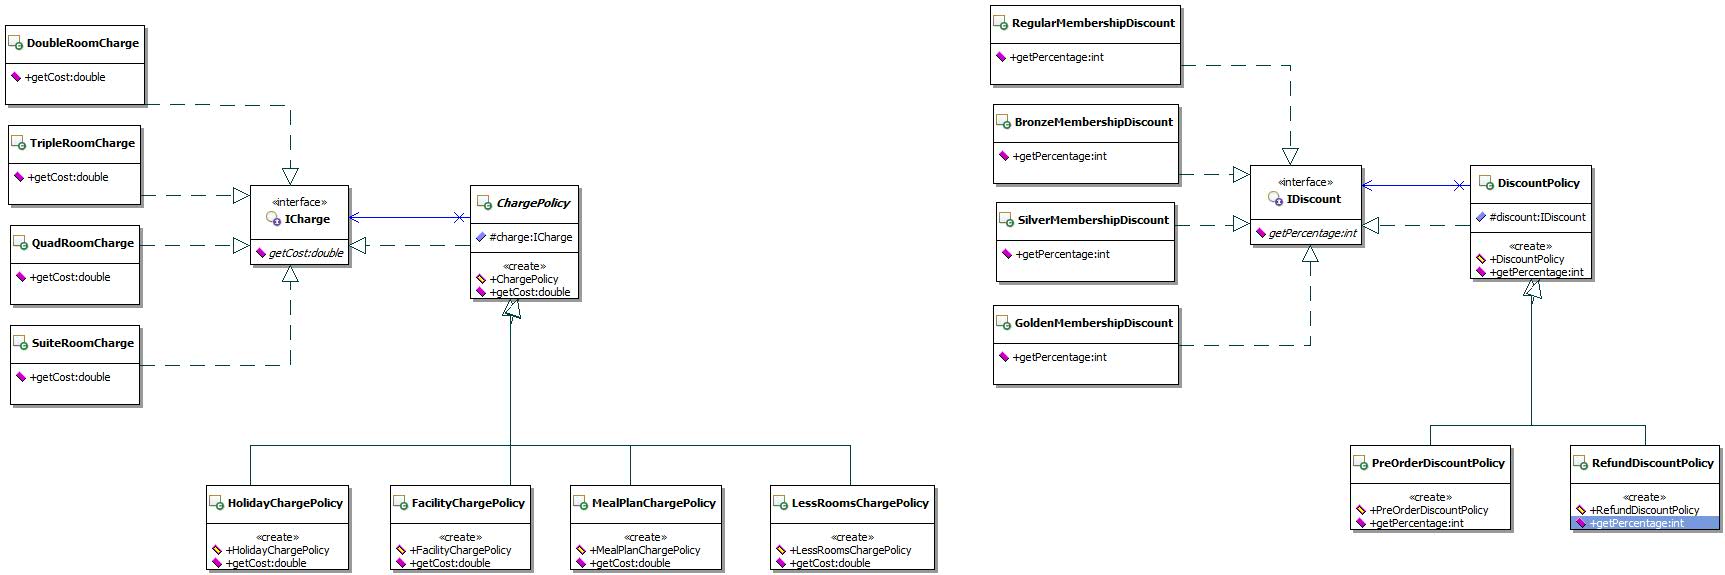 DoubleRoomCharge
+getCost:double
TripleRoomCharge
+getCost:double
QuadRoomCharge
+getCost:double
SuiteRoomCharge
+getCost:double
«interface»
ICharge
getCost:double
ChargePolicy
#charge:ICharge
«create»
+ChargePolicy
+getCost:double
HolidayChargePolicy
«create»
+HolidayChargePolicy
+getCost:double
FacilityChargePolicy
«create»
+FacilityChargePolicy
+getCost:double
MealPlanChargePolicy
«create»
+MealPlanChargePolicy
+getCost:double
LessRoomsChargePolicy
«create»
+LessRoomsChargePolicy
+getCost:double
RegularMembershipDiscount
+getPercentage:int
BronzeMembershipDiscount
+getPercentage:int
SilverMembershipDiscount
+getPercentage:int
GoldenMembershipDiscount
+getPercentage:int
«interface»
IDiscount
getPercentage:int
DiscountPolicy
#discount:IDiscount
«create»
+DiscountPolicy
+getPercentage:int
PreOrderDiscountPolicy
«create»
+PreOrderDiscountPolicy
+getPercentage:int
RefundDiscountPolicy
«create»
+RefundDiscountPolicy
+getPercentage:int